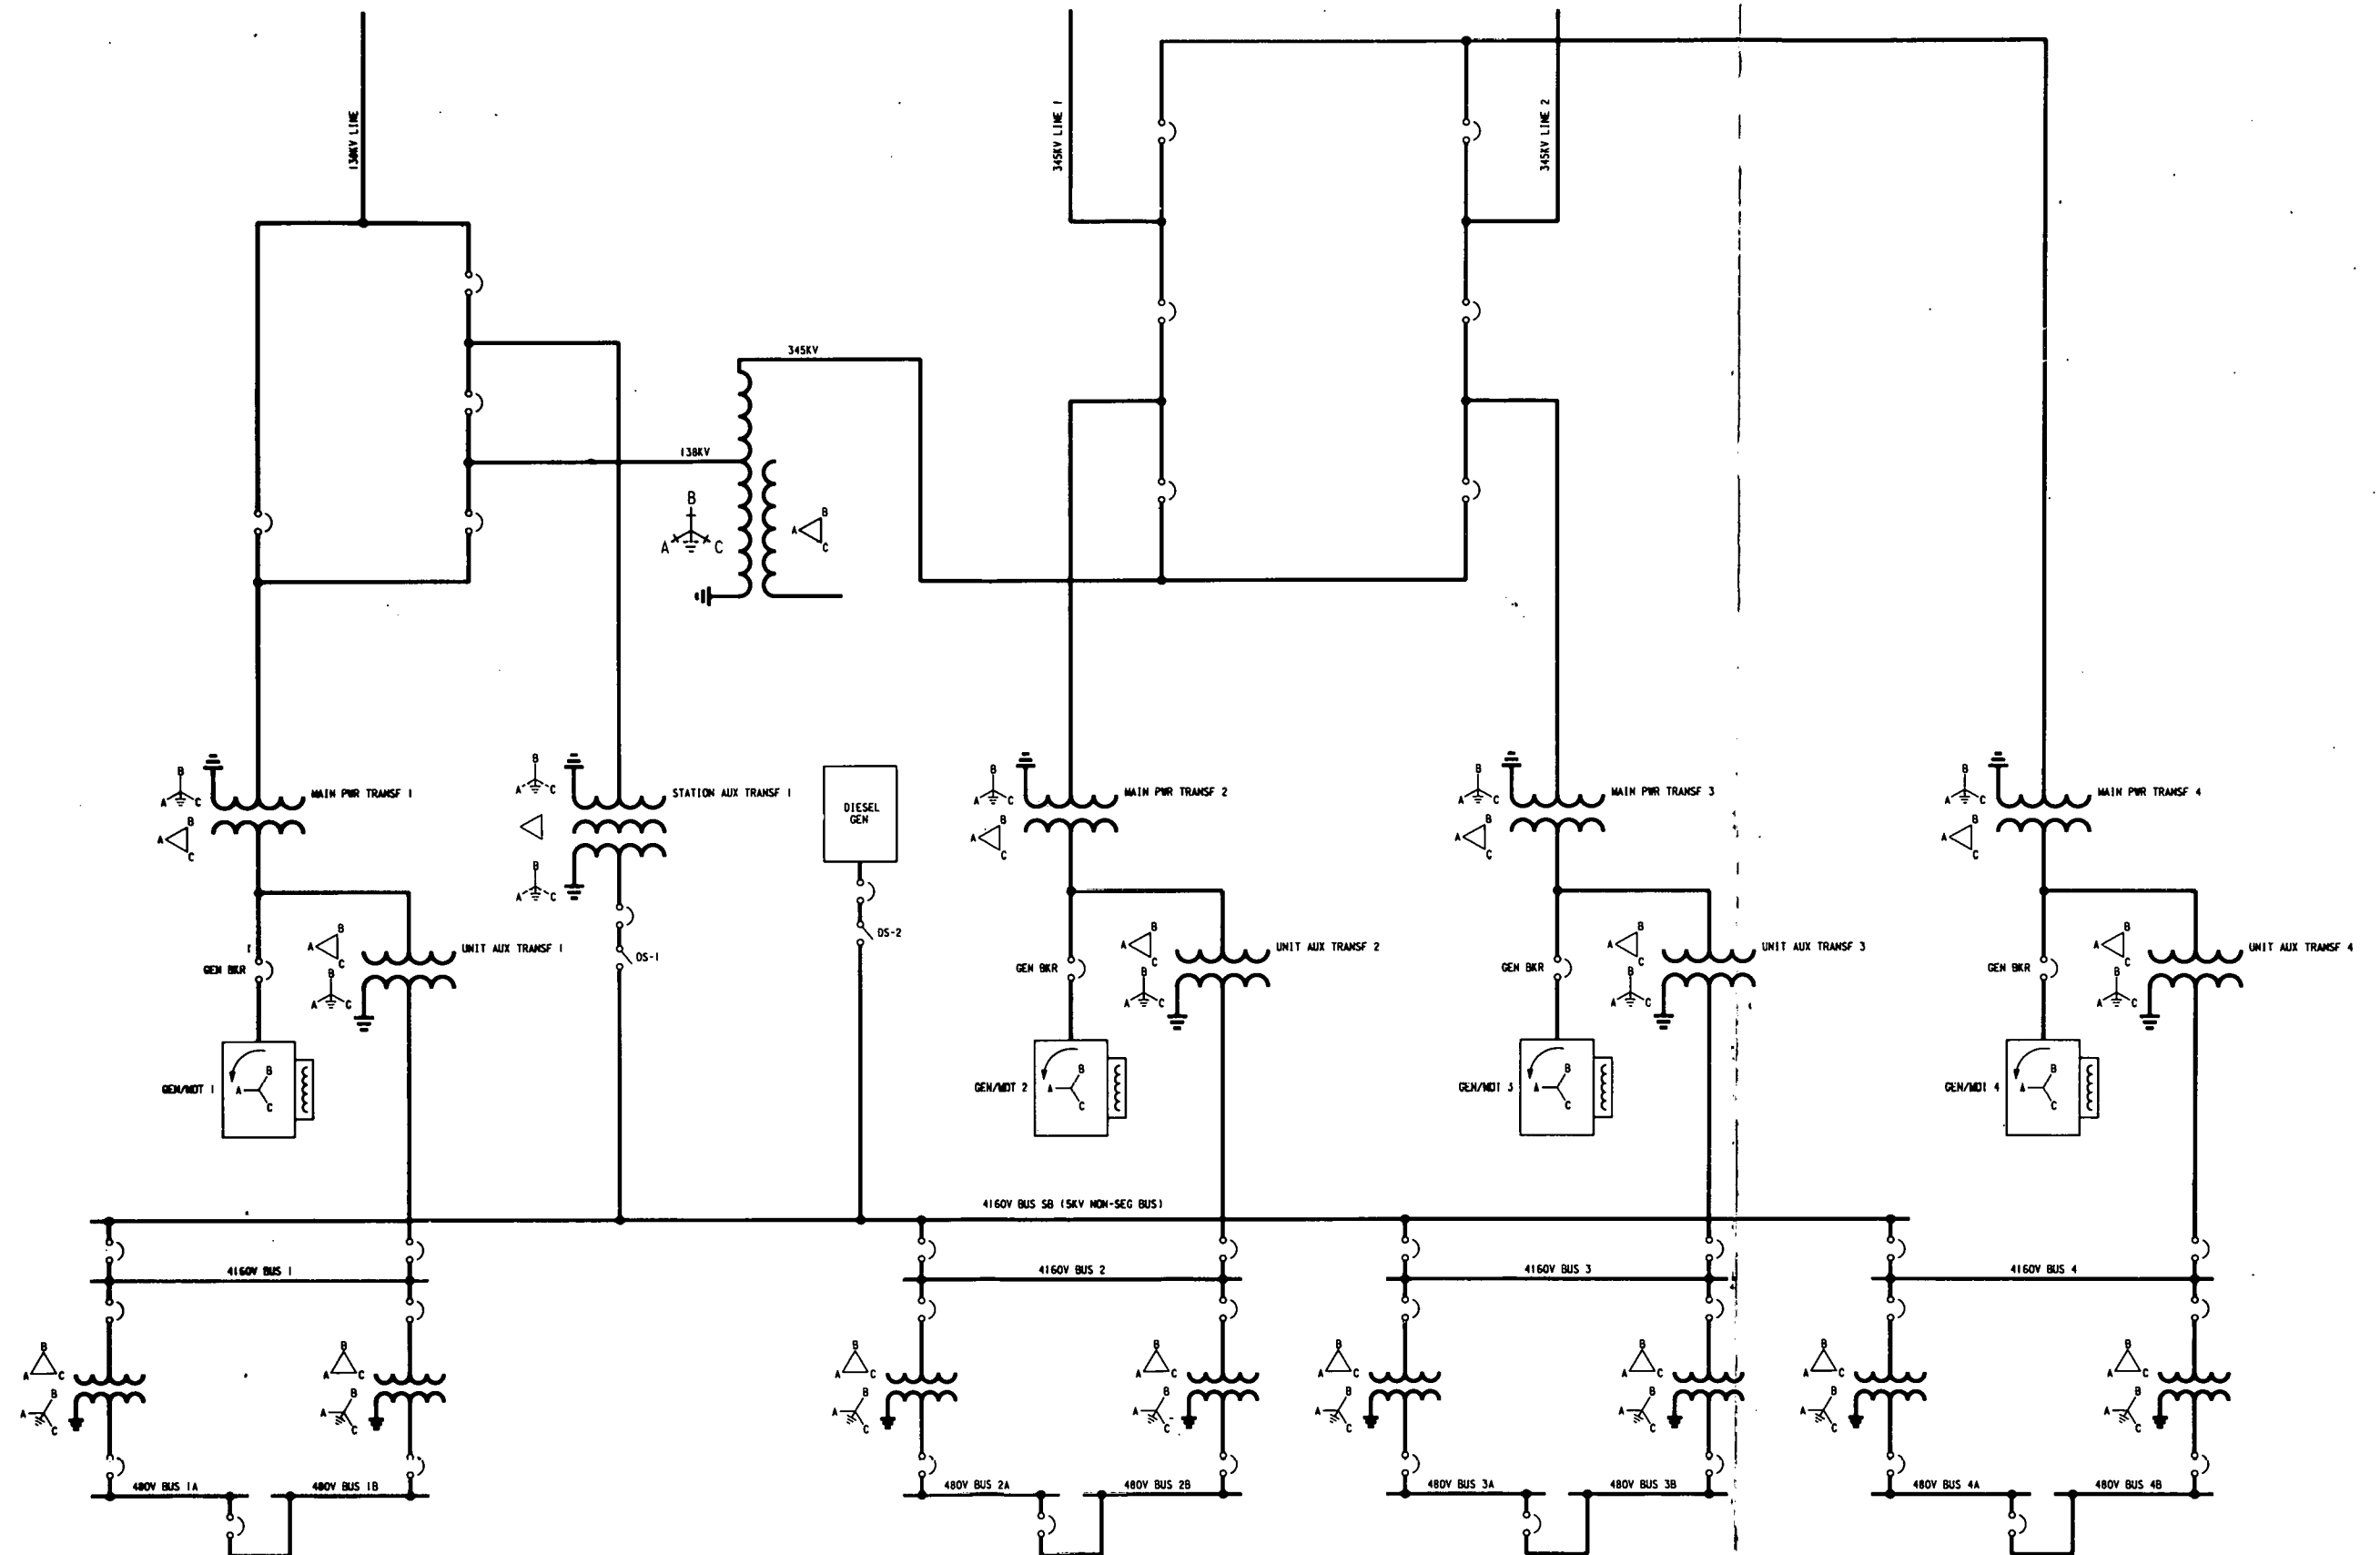 138KV LINE
345KV LINE 1
345KV LINE 2
345KV
138KV
B
A C
B
A
C
B
A C
MAIN PWR TRANSF 1
B
A
C
B
A C
STATION AUX TRANSF 1
B
A C
DIESEL
GEN
B
A C
MAIN PWR TRANSF 2
B
A
C
B
A C
MAIN PWR TRANSF 3
B
A
C
B
A C
MAIN PWR TRANSF 4
B
A
C
GEN BKR
B
A
C
UNIT AUX TRANSF 1
B
A C
DS-1
DS-2
GEN BKR
B
A
C
UNIT AUX TRANSF 2
B
A C
GEN BKR
B
A
C
UNIT AUX TRANSF 3
B
A C
GEN BKR
B
A
C
UNIT AUX TRANSF 4
B
A C
GEN/MOT 1
B
A
C
GEN/MOT 2
B
A
C
GEN/MOT 3
B
A
C
GEN/MOT 4
B
A
C
4160V BUS SB (5KV NON-SEG BUS)
4160V BUS 1
4160V BUS 2
4160V BUS 3
4160V BUS 4
B
A C
B
A
C
B
A C
B
A
C
B
A C
B
A
C
B
A C
B
A
C
B
A C
B
A
C
B
A C
B
A
C
B
A C
B
A
C
B
A C
B
A
C
480V BUS 1A
480V BUS 1B
480V BUS 2A
480V BUS 2B
480V BUS 3A
480V BUS 3B
480V BUS 4A
480V BUS 4B